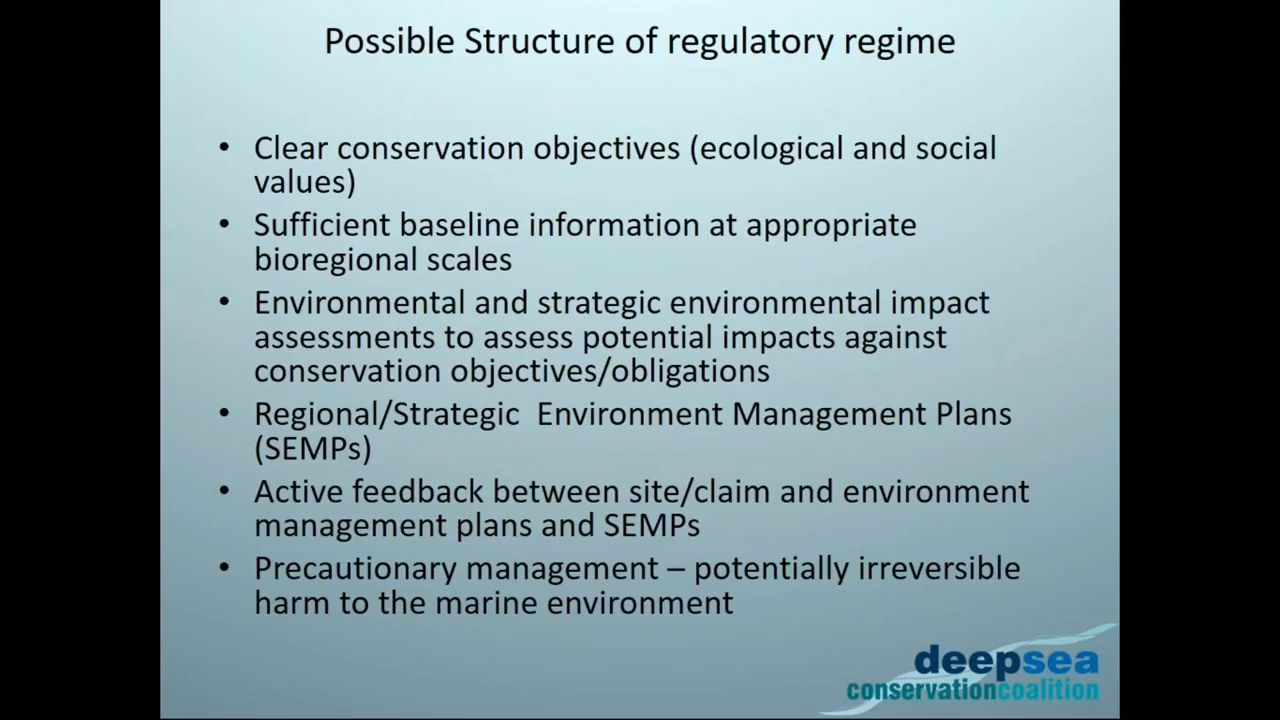 Possible Structure of regulatory regime
• Clear conservation objectives (ecological and social
values)
• Sufficient baseline information at appropriate
bioregional scales
• Environmental and strategic environmental impact
assessments to assess potential impacts against
conservation objectives/obligations
• Regional/Strategic  Environment Management Plans
(SEMPs)
• Active feedback between site/claim and environment
management plans and SEMPs
• Precautionary management – potentially irreversible
harm to the marine environment
deepsea
conservationcoalition